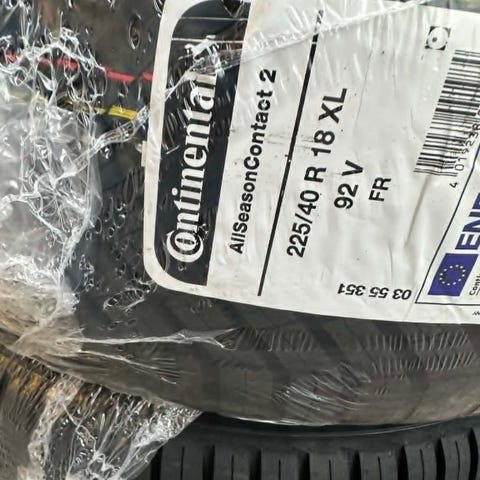 Continental
AllSeasonContact 2
225/40 R 18 XL
92 V
FR
03 55 351